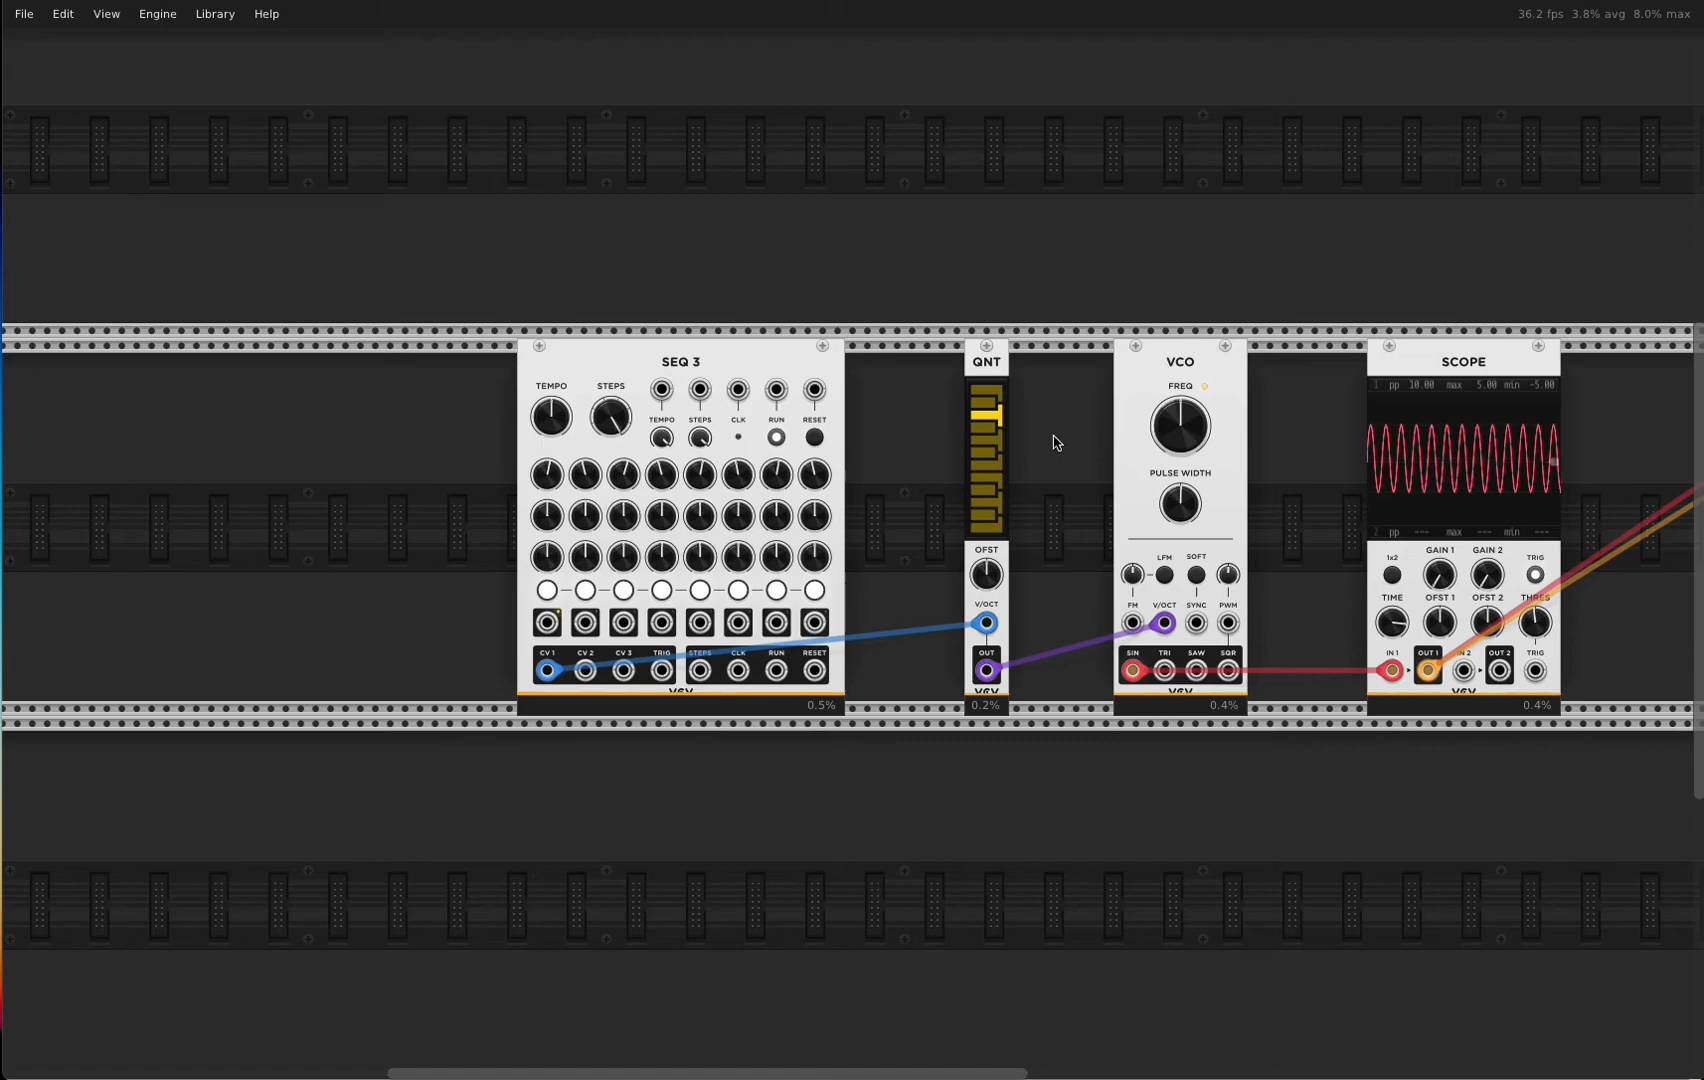 File Edit View Engine Library Help
36.2 fps 3.8% avg 8.0% max
SEQ 3
TEMPO STEPS
TEMPO STEPS CLK RUN RESET
CV 1 CV 2 CV 3 TRIG STEPS CLK RUN RESET
0.5%
QNT
OFST
V/OCT
OUT
0.2%
VCO
FREQ
PULSE WIDTH
LFM SOFT
FM V/OCT SYNC PWM
SIN TRI SAW SQR
0.4%
SCOPE
1 pp 10.00 max 5.00 min -5.00
2 pp --- max --- min ---
1x2 GAIN 1 GAIN 2 TRIG
TIME OFST 1 OFST 2 THRES
IN 1 OUT 1 IN 2 OUT 2 TRIG
0.4%